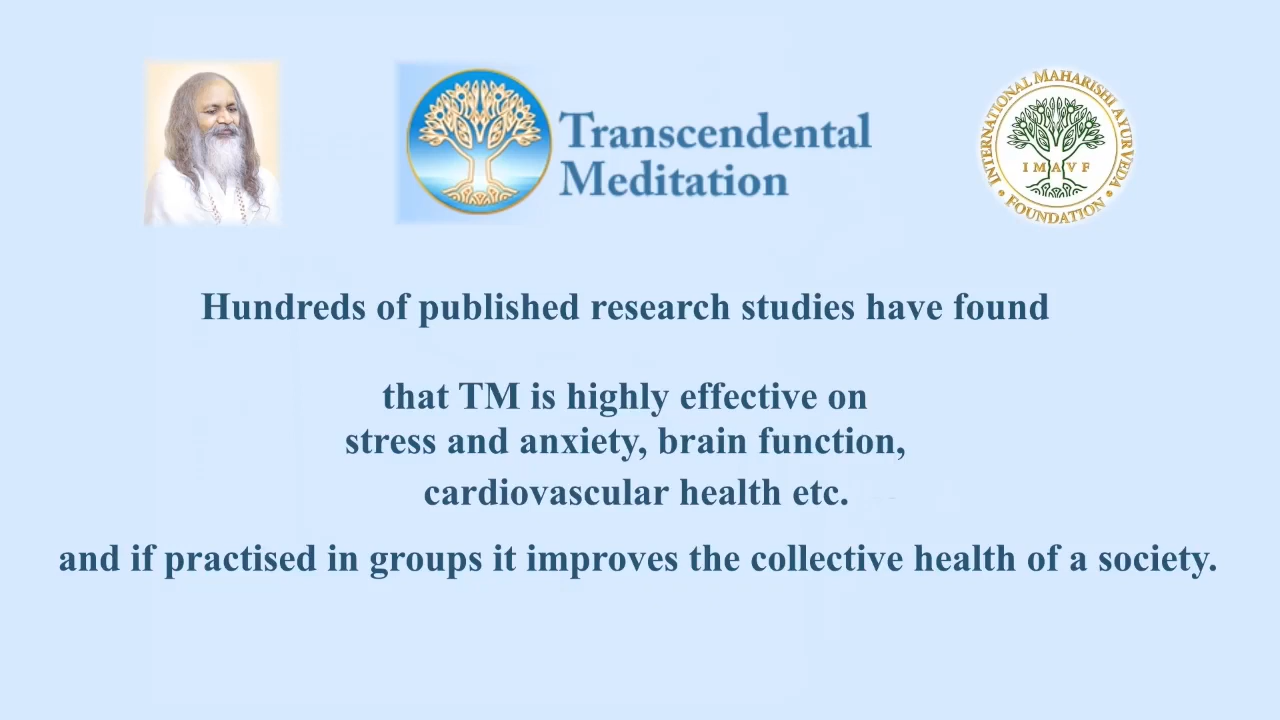 Transcendental
Meditation
INTERNATIONAL MAHARISHI AYURVEDA
IMAVF
FOUNDATION
Hundreds of published research studies have found
that TM is highly effective on
stress and anxiety, brain function,
cardiovascular health etc.
and if practised in groups it improves the collective health of a society.